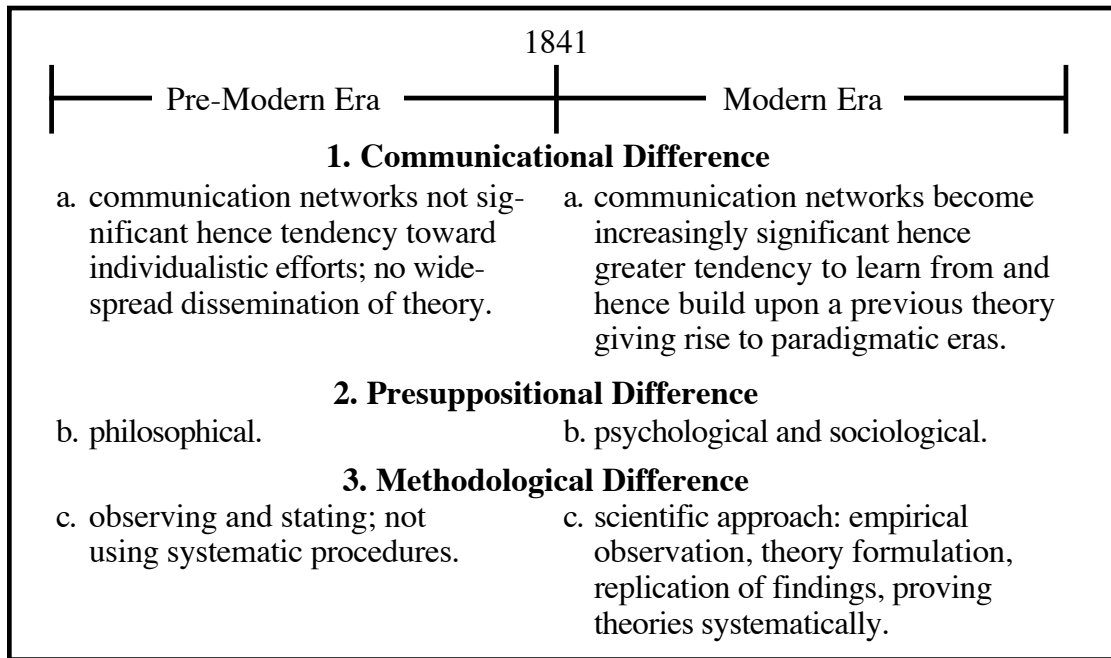 1841
Pre-Modern Era
Modern Era
1. Communicational Difference
a. communication networks not sig-
nificant hence tendency toward
individualistic efforts; no wide-
spread dissemination of theory.
a. communication networks become
increasingly significant hence
greater tendency to learn from and
hence build upon a previous theory
giving rise to paradigmatic eras.
2. Presuppositional Difference
b. philosophical.
b. psychological and sociological.
3. Methodological Difference
c. observing and stating; not
using systematic procedures.
c. scientific approach: empirical
observation, theory formulation,
replication of findings, proving
theories systematically.